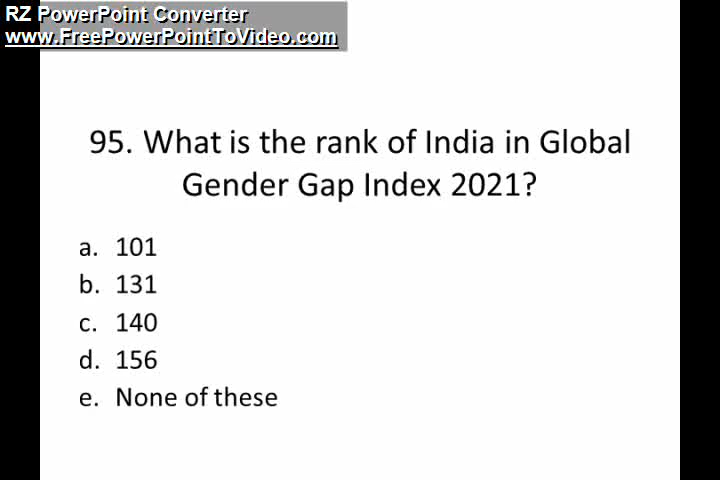 RZ PowerPoint Converter
www.FreePowerPointToVideo.com
95. What is the rank of India in Global
Gender Gap Index 2021?
a. 101
b. 131
c. 140
d. 156
e. None of these